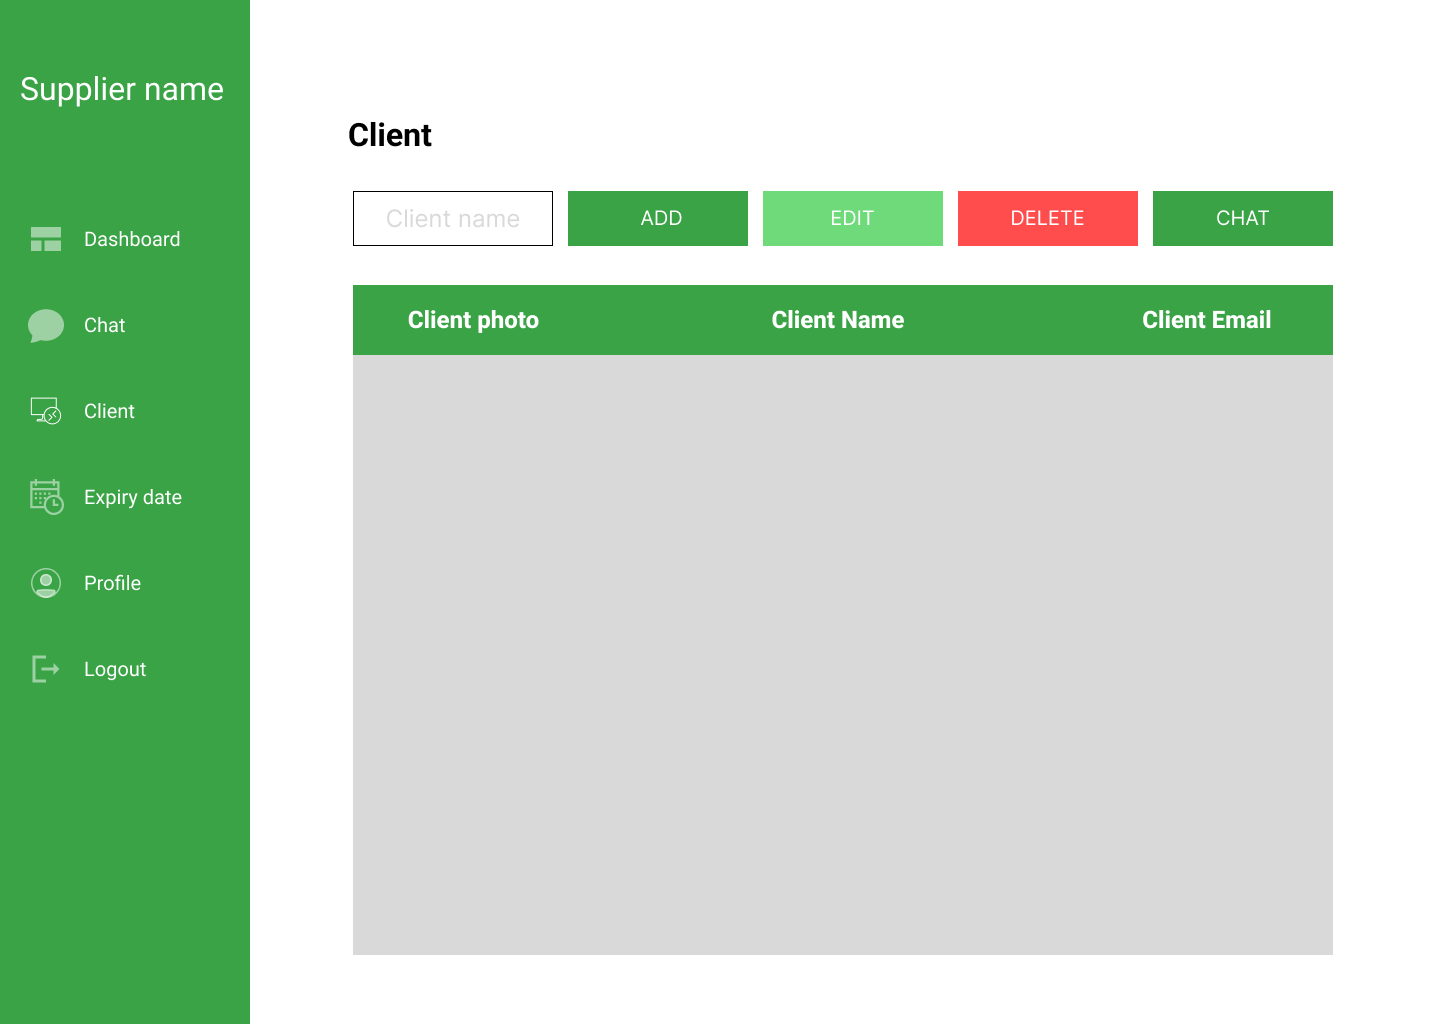 Supplier name
Dashboard
Chat
Client
Expiry date
Profile
Logout
Client
Client name
ADD
EDIT
DELETE
CHAT
Client photo
Client Name
Client Email